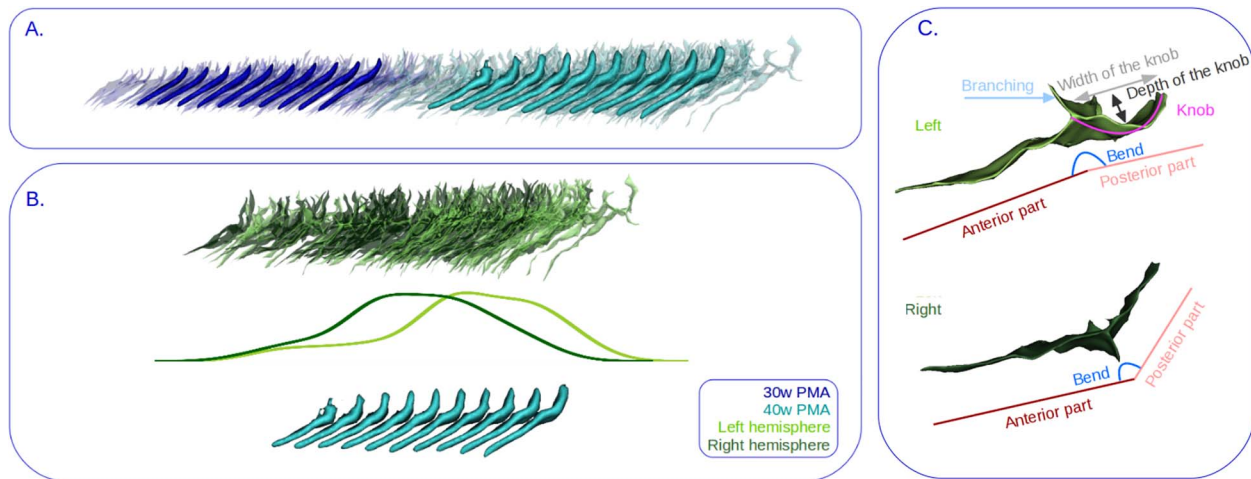 A.
B.
30w PMA
40w PMA
Left hemisphere
Right hemisphere
C.
Width of the knob
Depth of the knob
Branching
Knob
Left
Bend
Posterior part
Anterior part
Right
Posterior part
Bend
Anterior part